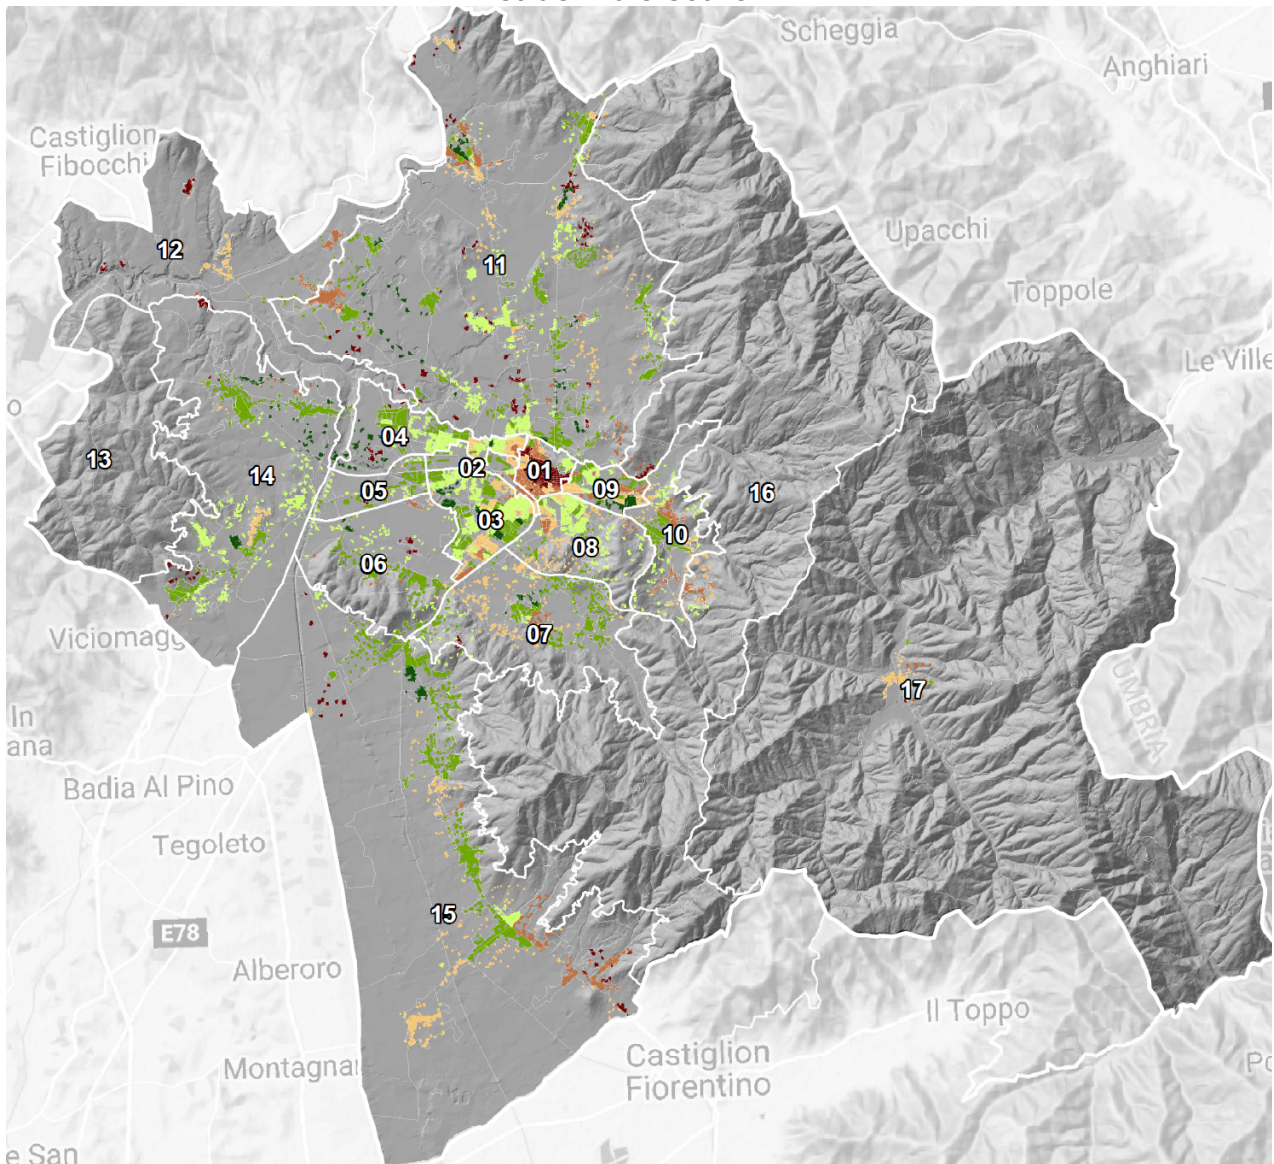 Scheggia
Anghiari
Castiglion
Fibocchi
Upacchi
12
11
Toppole
Le Ville
o
04
13
02
01
14
16
05
09
03
10
08
06
07
Viciomagg
17
UMBRIA
In
ana
Badia Al Pino
Tegoleto
15
E78
Alberoro
Il Toppo
Castiglion
Fiorentino
Montagna
Po
e San